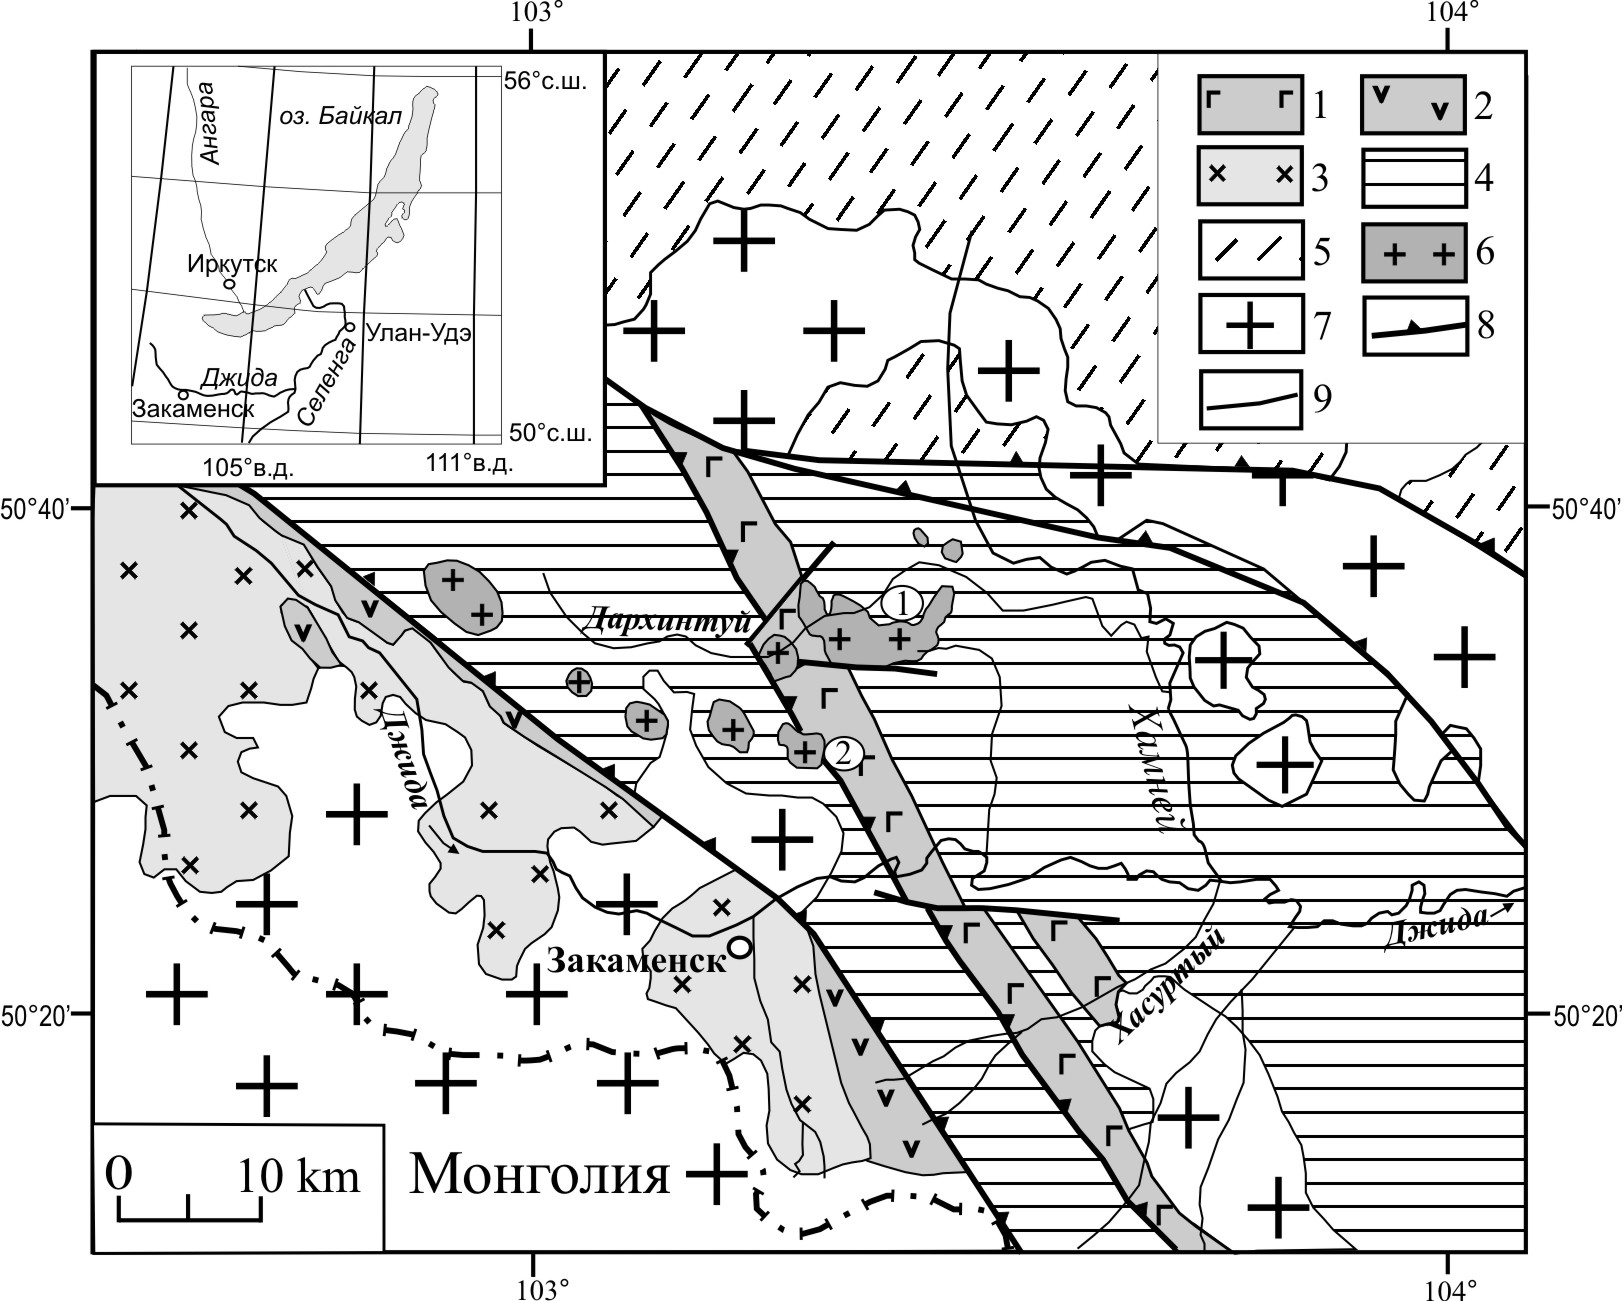 103°
104°
56°с.ш.
Ангара
оз. Байкал
Иркутск
Улан-Удэ
Селенга
Джида
Закаменск
50°с.ш.
105°в.д.
111°в.д.
1
2
3
4
5
6
7
8
9
50°40'
50°40'
Дархинтуй
1
2
Джида
Хамней
Закаменск
Джида
Хасуртый
50°20'
50°20'
0
10 km
Монголия
103°
104°